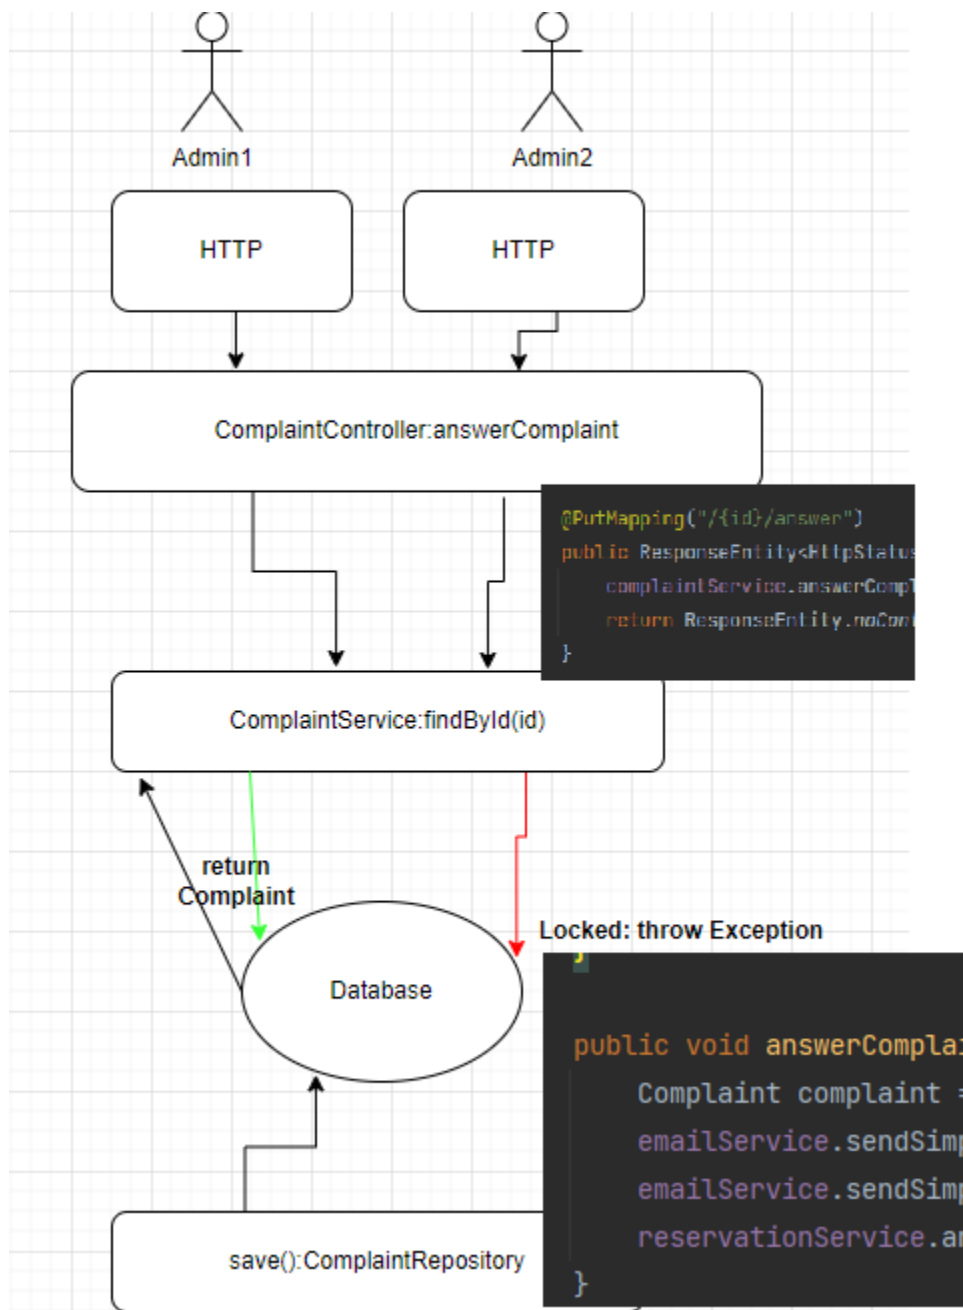 Admin1
Admin2
HTTP
HTTP
ComplaintController:answerComplaint
@PutMapping("/{id}/answer")
public ResponseEntity<HttpStatus
complaintService.answerCompl
return ResponseEntity.noCont
}
ComplaintService:findById(id)
return
Complaint
Locked: throw Exception
Database
}
public void answerComplai
Complaint complaint =
emailService.sendSimp
emailService.sendSimp
reservationService.an
}
save():ComplaintRepository